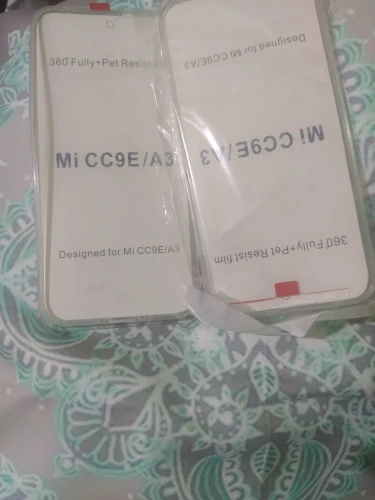 360°Fully+Pet Resist
Mi CC9E/A3
Designed for Mi CC9E/A3
Designed for Mi CC9E/A3
Mi CC9E/A3
360°Fully+Pet Resist film